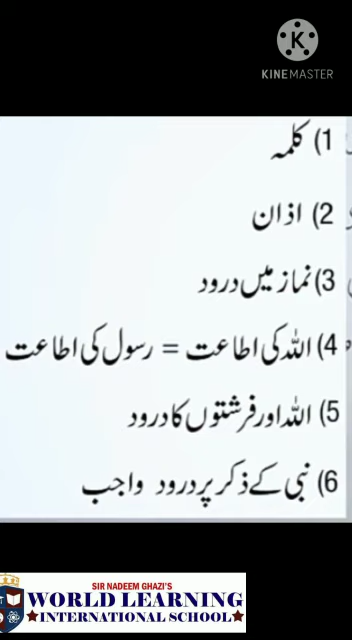 KINEMASTER
1) کلمہ
2) اذان
3) نماز میں درود
4) اللہ کی اطاعت = رسول کی اطاعت
5) اللہ اور فرشتوں کا درود
6) نبی کے ذکر پر درود واجب
SIR NADEEM GHAZI'S
WORLD LEARNING
★INTERNATIONAL SCHOOL★